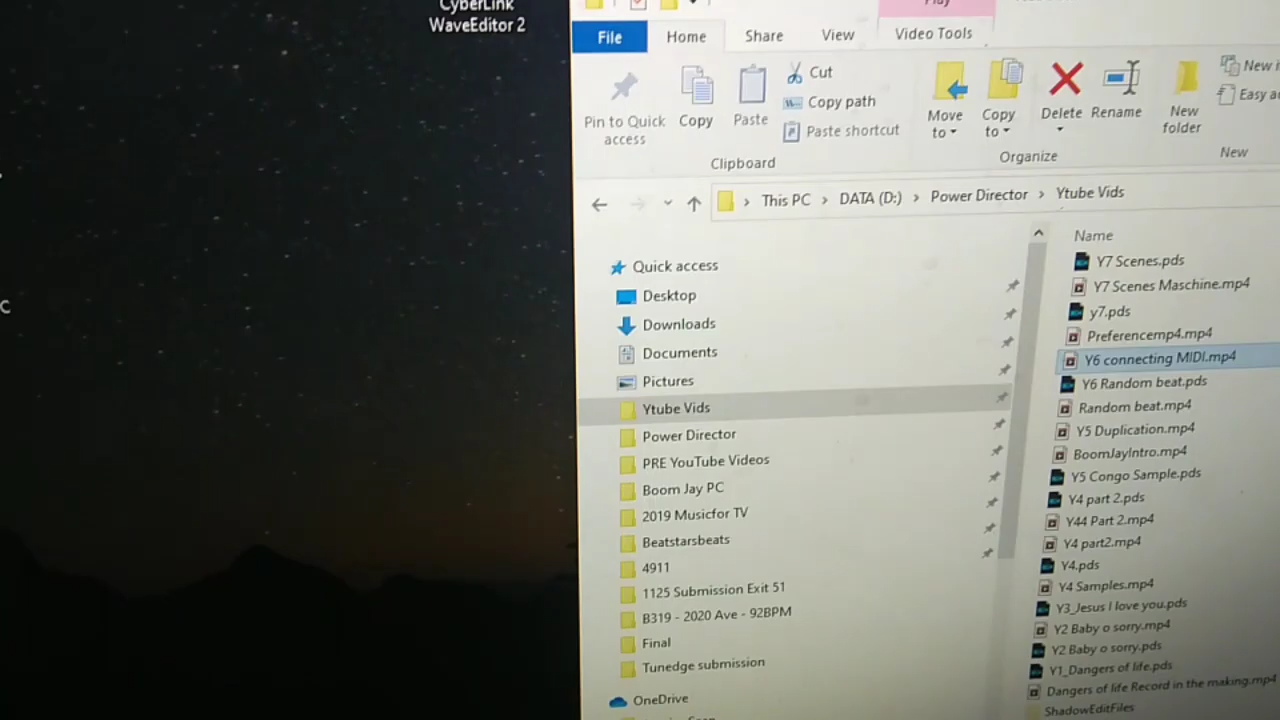 CyberLink
WaveEditor 2
Play
File
Home
Share
View
Video Tools
Pin to Quick
access
Copy
Paste
Cut
Copy path
Paste shortcut
Clipboard
Move
to
Copy
to
Delete
Rename
Organize
New
folder
New
Easy
New
This PC > DATA (D:) > Power Director > Ytube Vids
Quick access
Desktop
Downloads
Documents
Pictures
Ytube Vids
Power Director
PRE YouTube Videos
Boom Jay PC
2019 Musicfor TV
Beatstarsbeats
4911
1125 Submission Exit 51
B319 - 2020 Ave - 92BPM
Final
Tunedge submission
OneDrive
Name
Y7 Scenes.pds
Y7 Scenes Maschine.mp4
y7.pds
Preferencemp4.mp4
Y6 connecting MIDI.mp4
Y6 Random beat.pds
Random beat.mp4
Y5 Duplication.mp4
BoomJayIntro.mp4
Y5 Congo Sample.pds
Y4 part 2.pds
Y44 Part 2.mp4
Y4 part2.mp4
Y4.pds
Y4 Samples.mp4
Y3_Jesus I love you.pds
Y2 Baby o sorry.mp4
Y2 Baby o sorry.pds
Y1_Dangers of life.pds
Dangers of life Record in the making.mp4
ShadowEditFiles